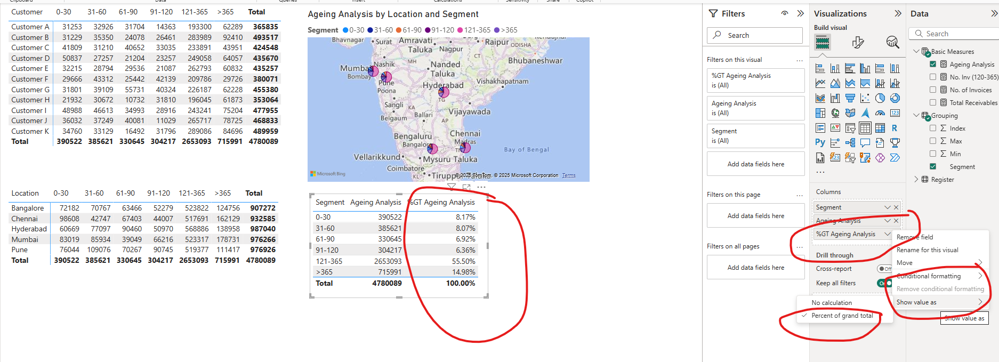 Clipboard Data Queries Insert Calculations Sensitivity Share Copilot
Customer 0-30 31-60 61-90 91-120 121-365 >365 Total
Customer A 31253 32926 31704 14363 193300 62289 365835
Customer B 31229 35350 24078 26461 283989 92410 493517
Customer C 41809 31210 40652 33035 233891 43951 424548
Customer D 50837 27257 21204 23257 249058 64057 435670
Customer E 32215 28794 29536 21087 262793 60832 435257
Customer F 29666 43312 25442 42139 209786 29726 380071
Customer G 31801 39109 55731 40324 226187 62228 455380
Customer H 21932 30672 10732 31810 196045 61873 353064
Customer I 48988 46613 34993 28916 243241 75204 477955
Customer J 36032 37249 40081 11029 265717 78725 468833
Customer K 34760 33129 16492 31796 289086 84696 489959
Total 390522 385621 330645 304217 2653093 715991 4780089
Location 0-30 31-60 61-90 91-120 121-365 >365 Total
Bangalore 72182 70767 63466 52279 523822 124756 907272
Chennai 98608 42747 67403 44007 517691 162129 932585
Hyderabad 60669 77097 90460 50970 568886 138958 987040
Mumbai 83019 85934 39049 66216 523317 178731 976266
Pune 76044 109076 70267 90745 519377 111417 976926
Total 390522 385621 330645 304217 2653093 715991 4780089
Ageing Analysis by Location and Segment
Segment 0-30 31-60 61-90 91-120 121-365 >365
Bhavnagar Surat Amravati Raipur ODISHA
Taluka Nagpur
CT Bhubaneshwar
Nashik MH Nanded
Mumbai Taluka
Bombay
Pune Hyderabad Vishakhapatnam
Poona
TG
Sangli KA Vijayawada
Ballari
Belgaum AP
Bengaluru Chennai
Bangalore Madras Bay of Bengal
TN
Vellarikkund Mysuru Taluka
Coimbatore
KL Tiruppur
Microsoft Bing © 2025 TomTom, © 2025 Microsoft Corporation Terms
Segment Ageing Analysis %GT Ageing Analysis
0-30 390522 8.17%
31-60 385621 8.07%
61-90 330645 6.92%
91-120 304217 6.36%
121-365 2653093 55.50%
>365 715991 14.98%
Total 4780089 100.00%
Filters
Search
Filters on this visual
%GT Ageing Analysis
is (All)
Ageing Analysis
is (All)
Segment
is (All)
Add data fields here
Filters on this page
Add data fields here
Filters on all pages
Add data fields here
Visualizations
Build visual
123
R
Py
123
Columns
Segment
Ageing Analysis
%GT Ageing Analysis
Drill through
Cross-report Off
Keep all filters On
Remove field
Rename for this visual
Move
Conditional formatting
Remove conditional formatting
Show value as
No calculation
Percent of grand total
Show value as
Data
Search
Basic Measures
Ageing Analysis
No. Inv (120-365)
No. of Invoices
Total Receivables
Grouping
Index
Max
Min
Segment
Register